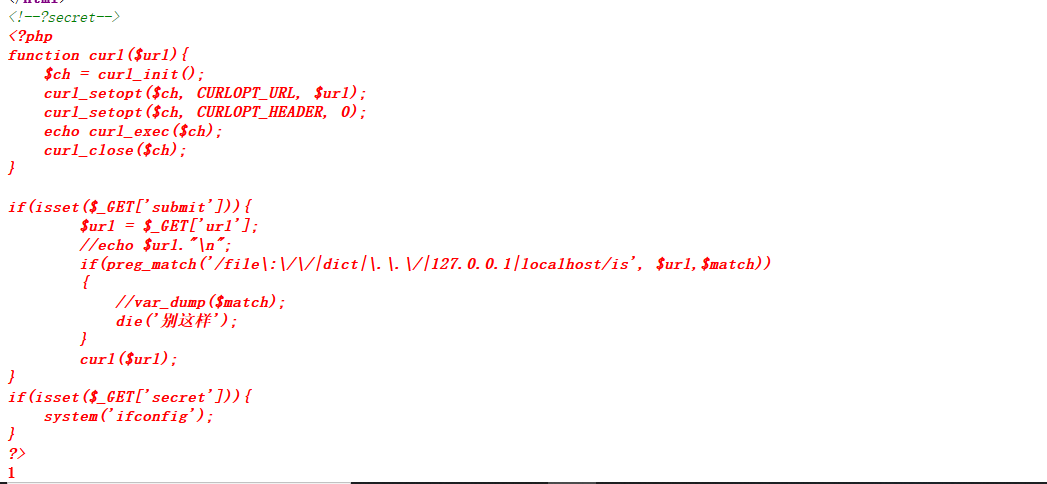 </html>
<!--?secret-->
<?php
function curl($url){
    $ch = curl_init();
    curl_setopt($ch, CURLOPT_URL, $url);
    curl_setopt($ch, CURLOPT_HEADER, 0);
    echo curl_exec($ch);
    curl_close($ch);
}

if(isset($_GET['submit'])){
        $url = $_GET['url'];
        //echo $url."\n";
        if(preg_match('/file\:\/\/|dict|\.\.\/|127.0.0.1|localhost/is', $url,$match))
        {
            //var_dump($match);
            die('别这样');
        }
        curl($url);
}
if(isset($_GET['secret'])){
    system('ifconfig');
}
?>
1